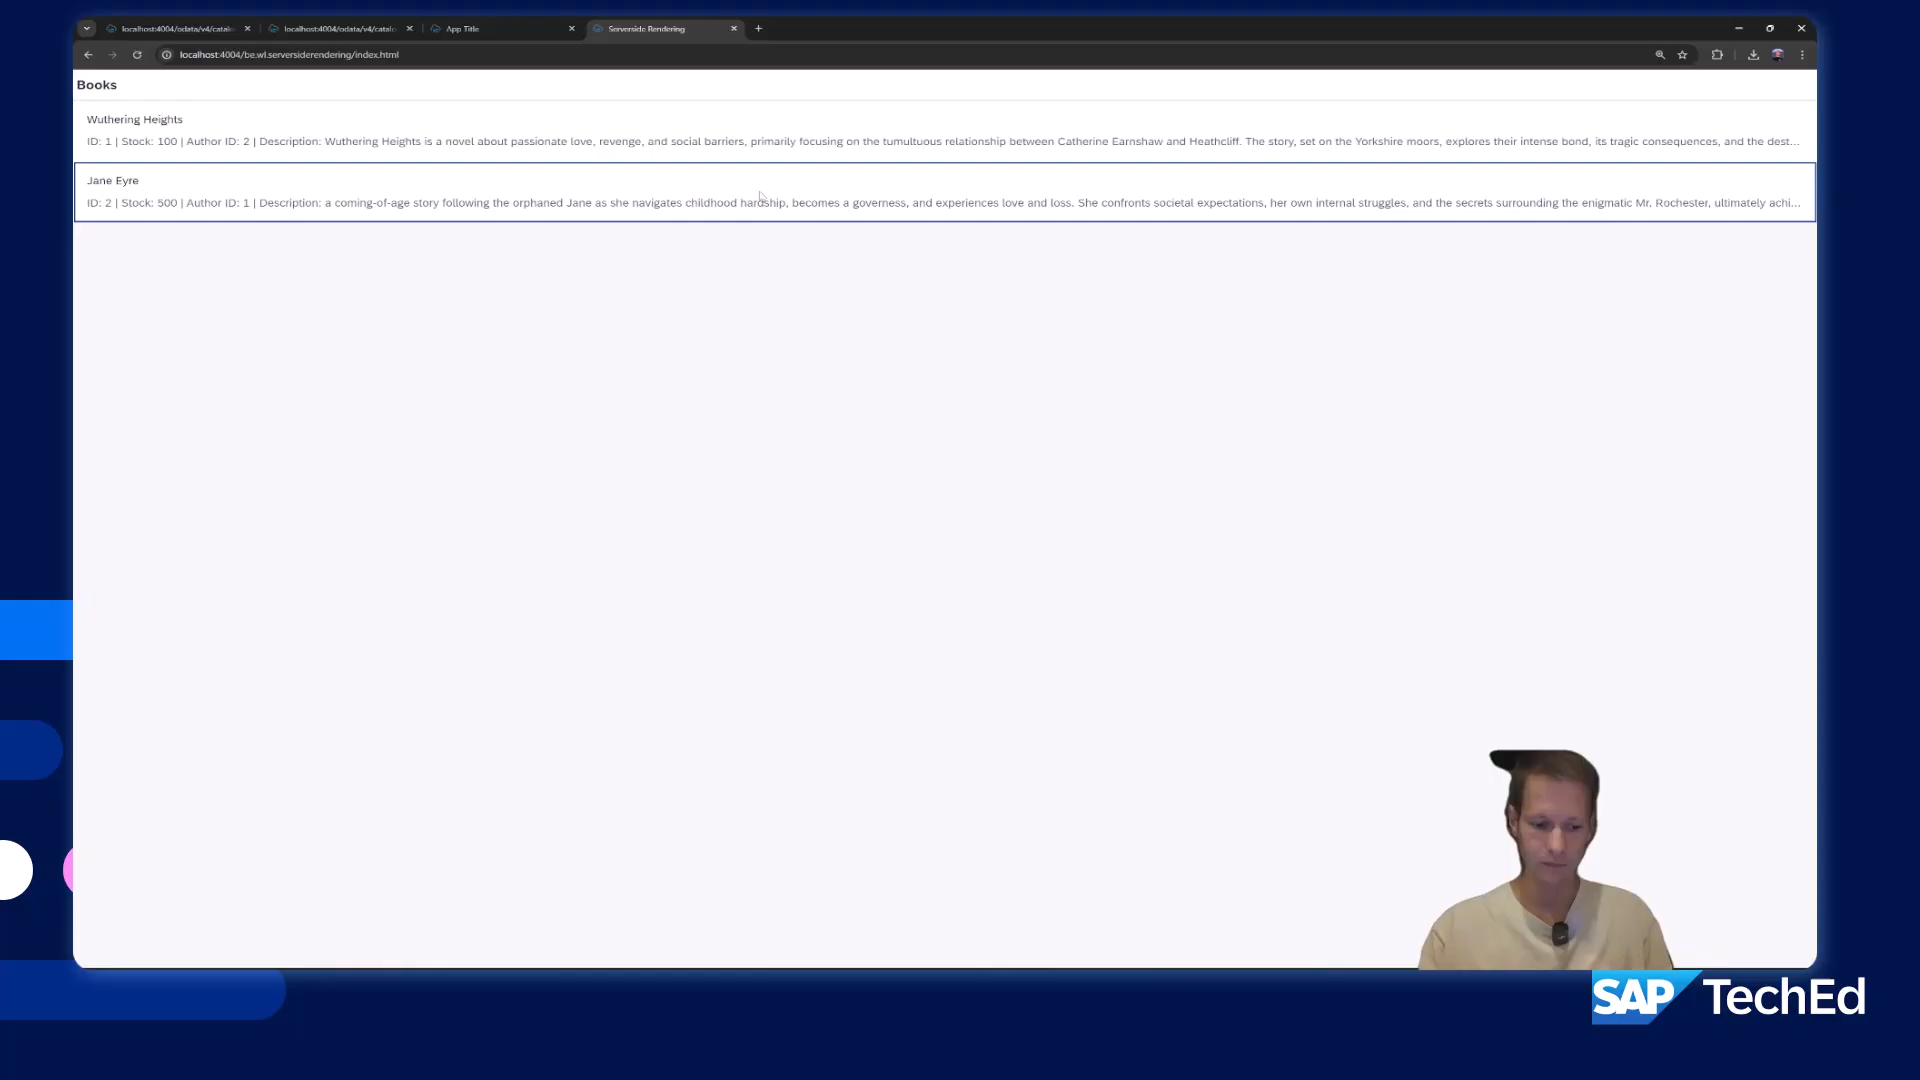 localhost:4004/odata/v4/catal
localhost:4004/odata/v4/catal
App Title
Serverside Rendering
localhost:4004/be.wl.serversiderendering/index.html
Books
Wuthering Heights
ID: 1 | Stock: 100 | Author ID: 2 | Description: Wuthering Heights is a novel about passionate love, revenge, and social barriers, primarily focusing on the tumultuous relationship between Catherine Earnshaw and Heathcliff. The story, set on the Yorkshire moors, explores their intense bond, its tragic consequences, and the dest...
Jane Eyre
ID: 2 | Stock: 500 | Author ID: 1 | Description: a coming-of-age story following the orphaned Jane as she navigates childhood hardship, becomes a governess, and experiences love and loss. She confronts societal expectations, her own internal struggles, and the secrets surrounding the enigmatic Mr. Rochester, ultimately achi...
SAP TechEd